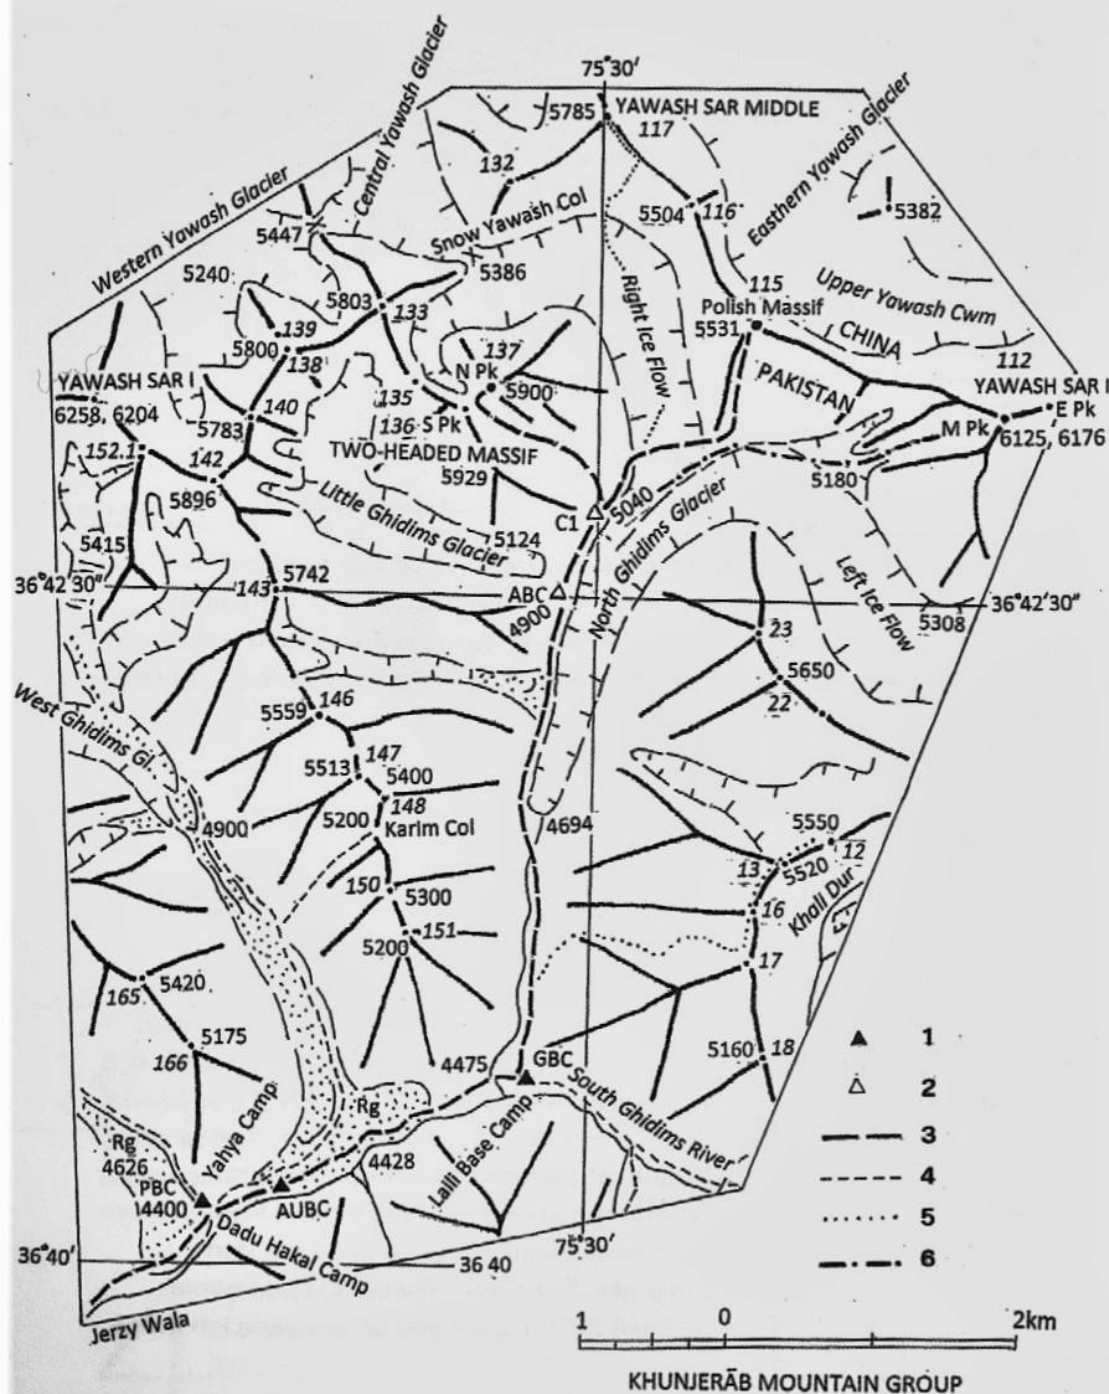 75°30'
5785 YAWASH SAR MIDDLE
117
Central Yawash Glacier
Western Yawash Glacier
Easthern Yawash Glacier
132
5504 116
5382
Snow Yawash Col
5447
5386
5240
5803
133
115
Upper Yawash Cwm
Right Ice Flow
Polish Massif
5531
CHINA
112
139
5800
138
137
N Pk
5900
PAKISTAN
YAWASH SAR I
6258, 6204
YAWASH SAR I
E Pk
M Pk
6125, 6176
135
140
5783
136 S Pk
TWO-HEADED MASSIF
5929
152.1
142
5896
5180
5040
C1
Little Ghidims Glacier
5124
North Ghidims Glacier
5415
36°42'30"
143
5742
ABC
4900
Left Ice Flow
5308
36°42'30"
23
5650
22
West Ghidims Gl.
146
5559
147
5513
5400
148
5200
Karim Col
4900
4694
5550
12
13
5520
Khali Dur
150
5300
16
151
5200
17
5420
165
5175
166
5160 18
4475
GBC
South Ghidims River
Rg
Rg
4626
PBC
4400
Yahya Camp
AUBC
4428
Laili Base Camp
Dadu Hakal Camp
36°40'
36 40
75°30'
Jerzy Wala
1
2
3
4
5
6
1 0 2km
KHUNJERĀB MOUNTAIN GROUP